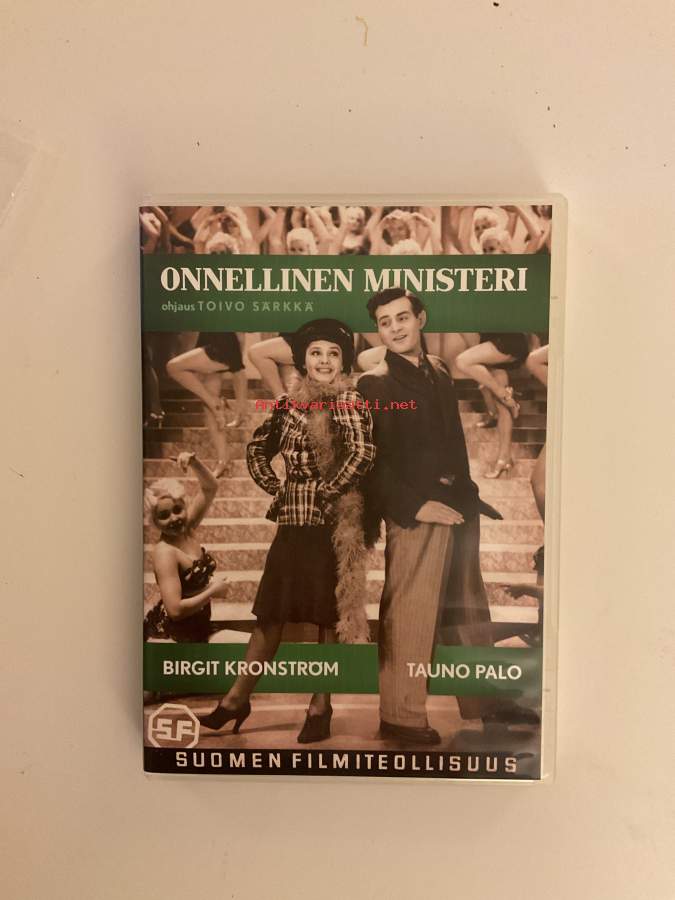 ONNELLINEN MINISTERI
ohjaus TOIVO SÄRKKÄ
Antikvariaatti.net
BIRGIT KRONSTRÖM TAUNO PALO
SF
SUOMEN FILMITEOLLISUUS